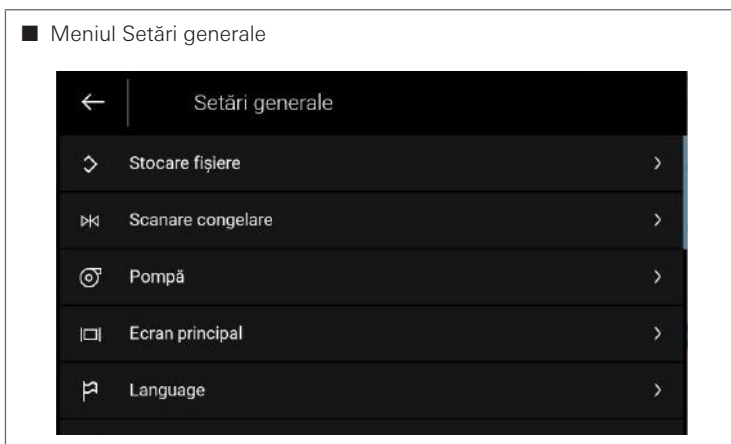 ■ Meniul Setări generale
Setări generale
Stocare fișiere
Scanare congelare
Pompă
Ecran principal
Language